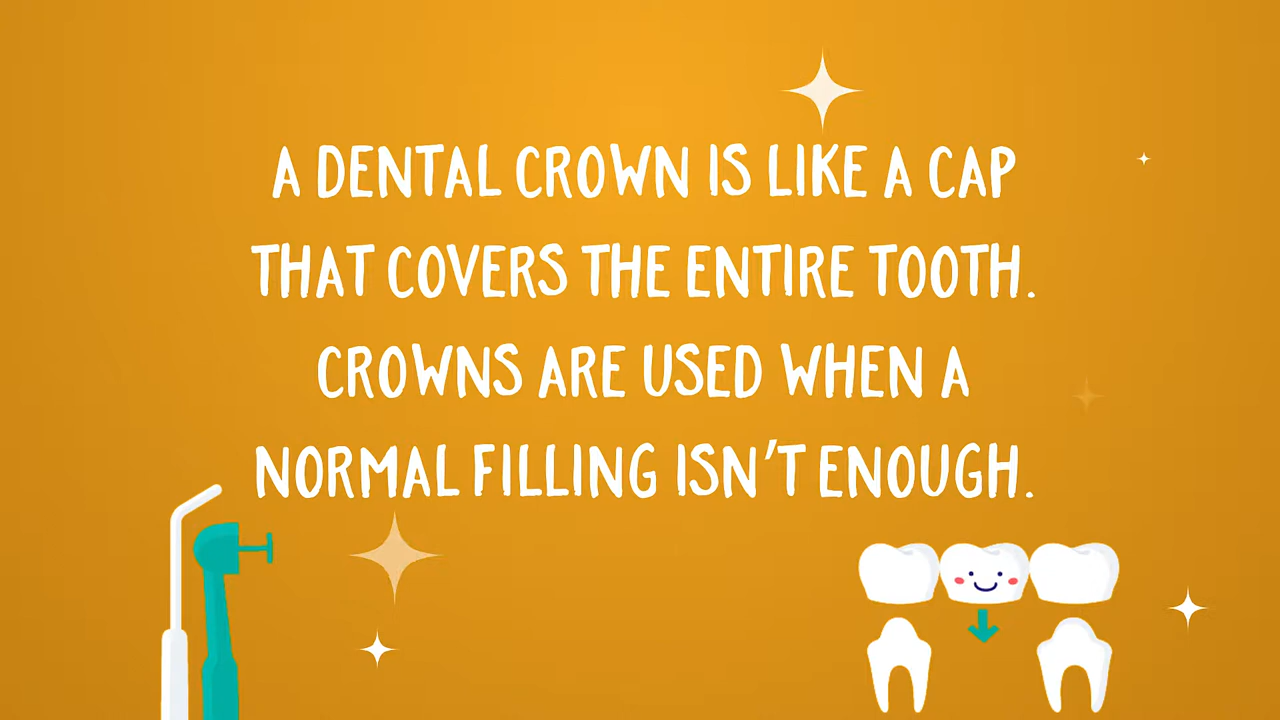 A DENTAL CROWN IS LIKE A CAP
THAT COVERS THE ENTIRE TOOTH.
CROWNS ARE USED WHEN A
NORMAL FILLING ISN'T ENOUGH.